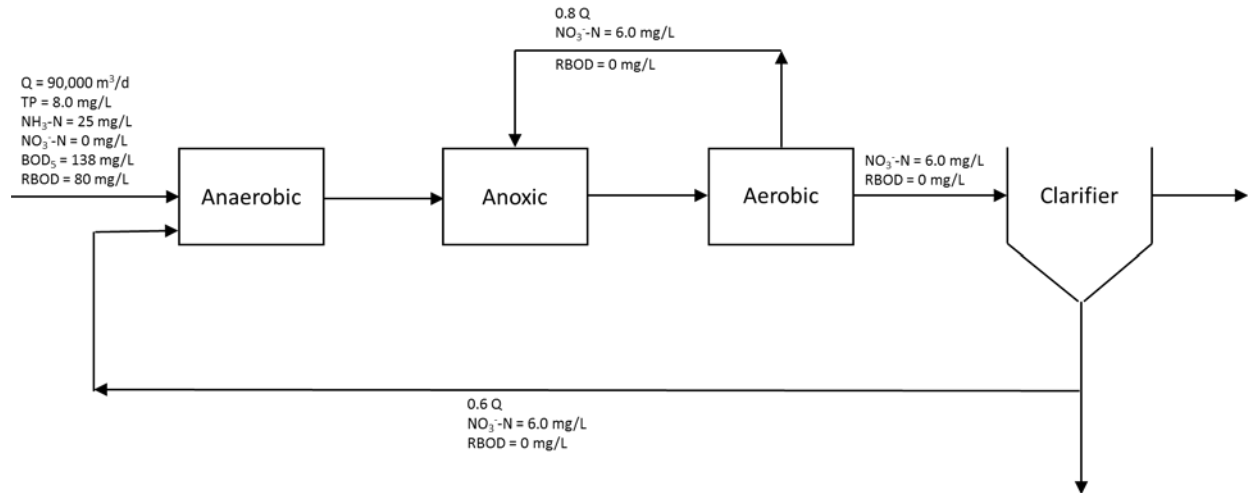 0.8 Q
NO₃⁻-N = 6.0 mg/L
RBOD = 0 mg/L
Q = 90,000 m³/d
TP = 8.0 mg/L
NH₃-N = 25 mg/L
NO₃⁻-N = 0 mg/L
BOD₅ = 138 mg/L
RBOD = 80 mg/L
Anaerobic
Anoxic
Aerobic
NO₃⁻-N = 6.0 mg/L
RBOD = 0 mg/L
Clarifier
0.6 Q
NO₃⁻-N = 6.0 mg/L
RBOD = 0 mg/L